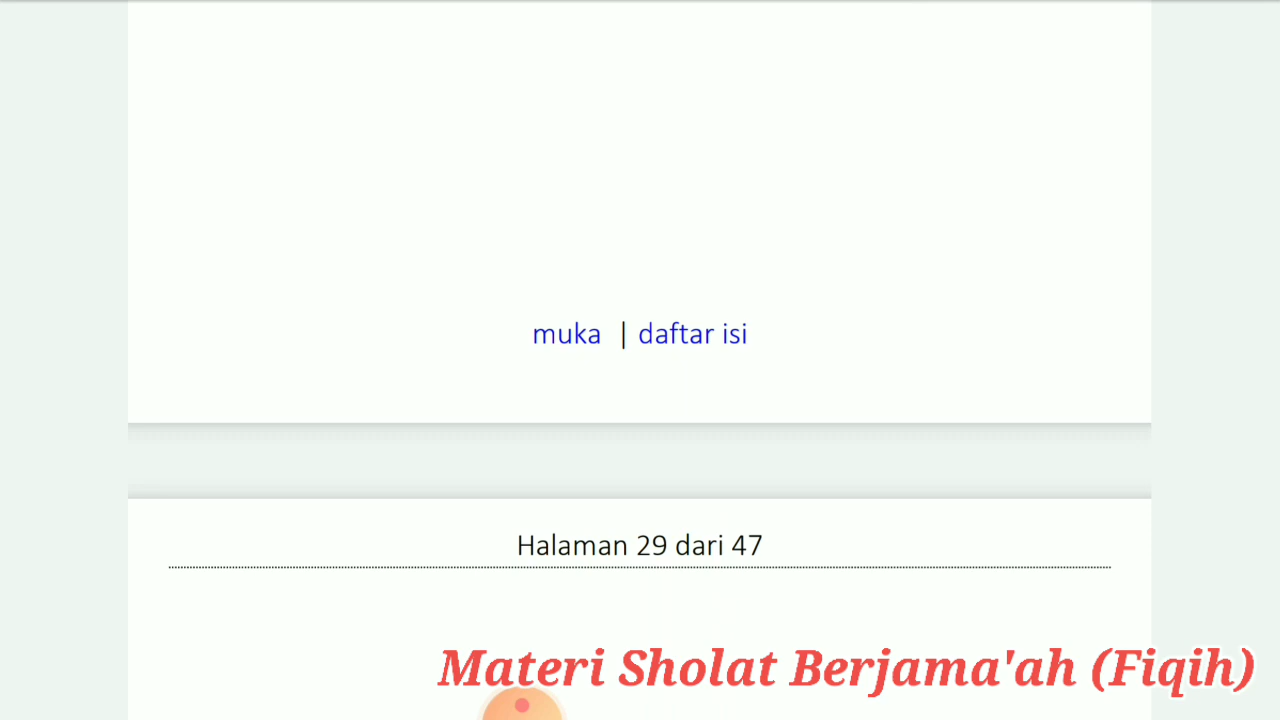 muka | daftar isi
Halaman 29 dari 47
Materi Sholat Berjama'ah (Fiqih)